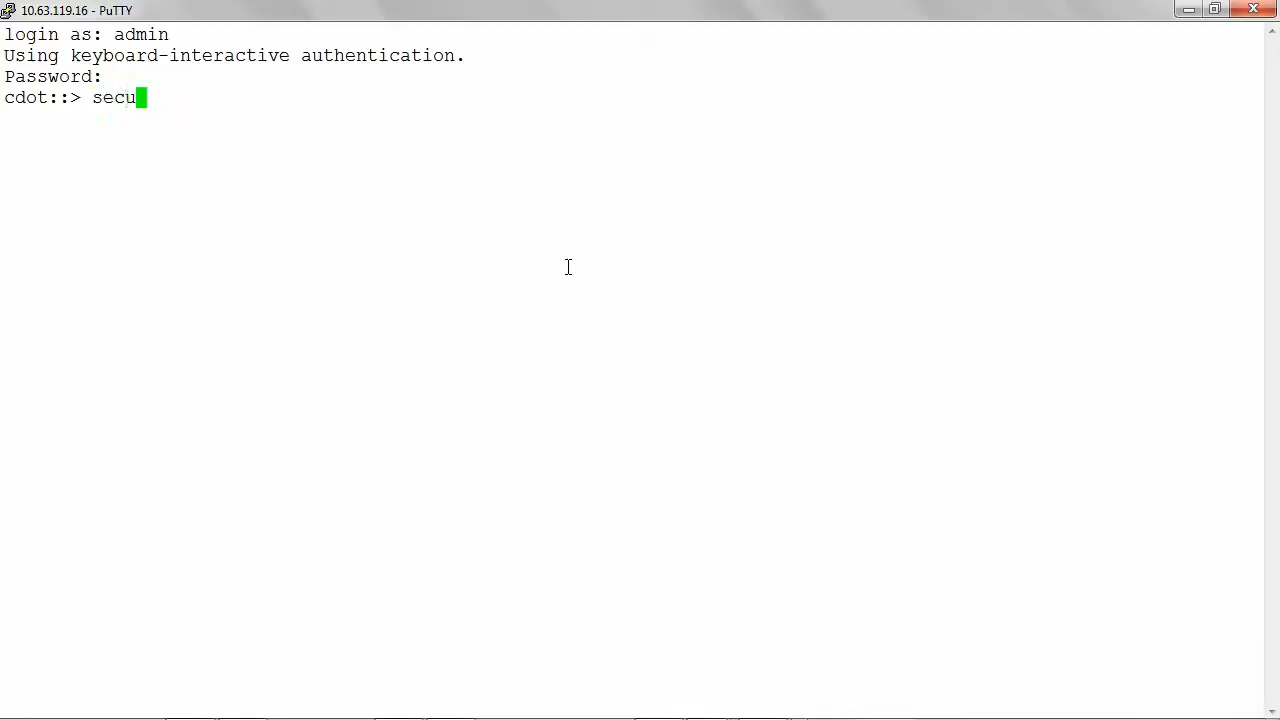 10.63.119.16 - PuTTY
login as: admin
Using keyboard-interactive authentication.
Password:
cdot::> secu